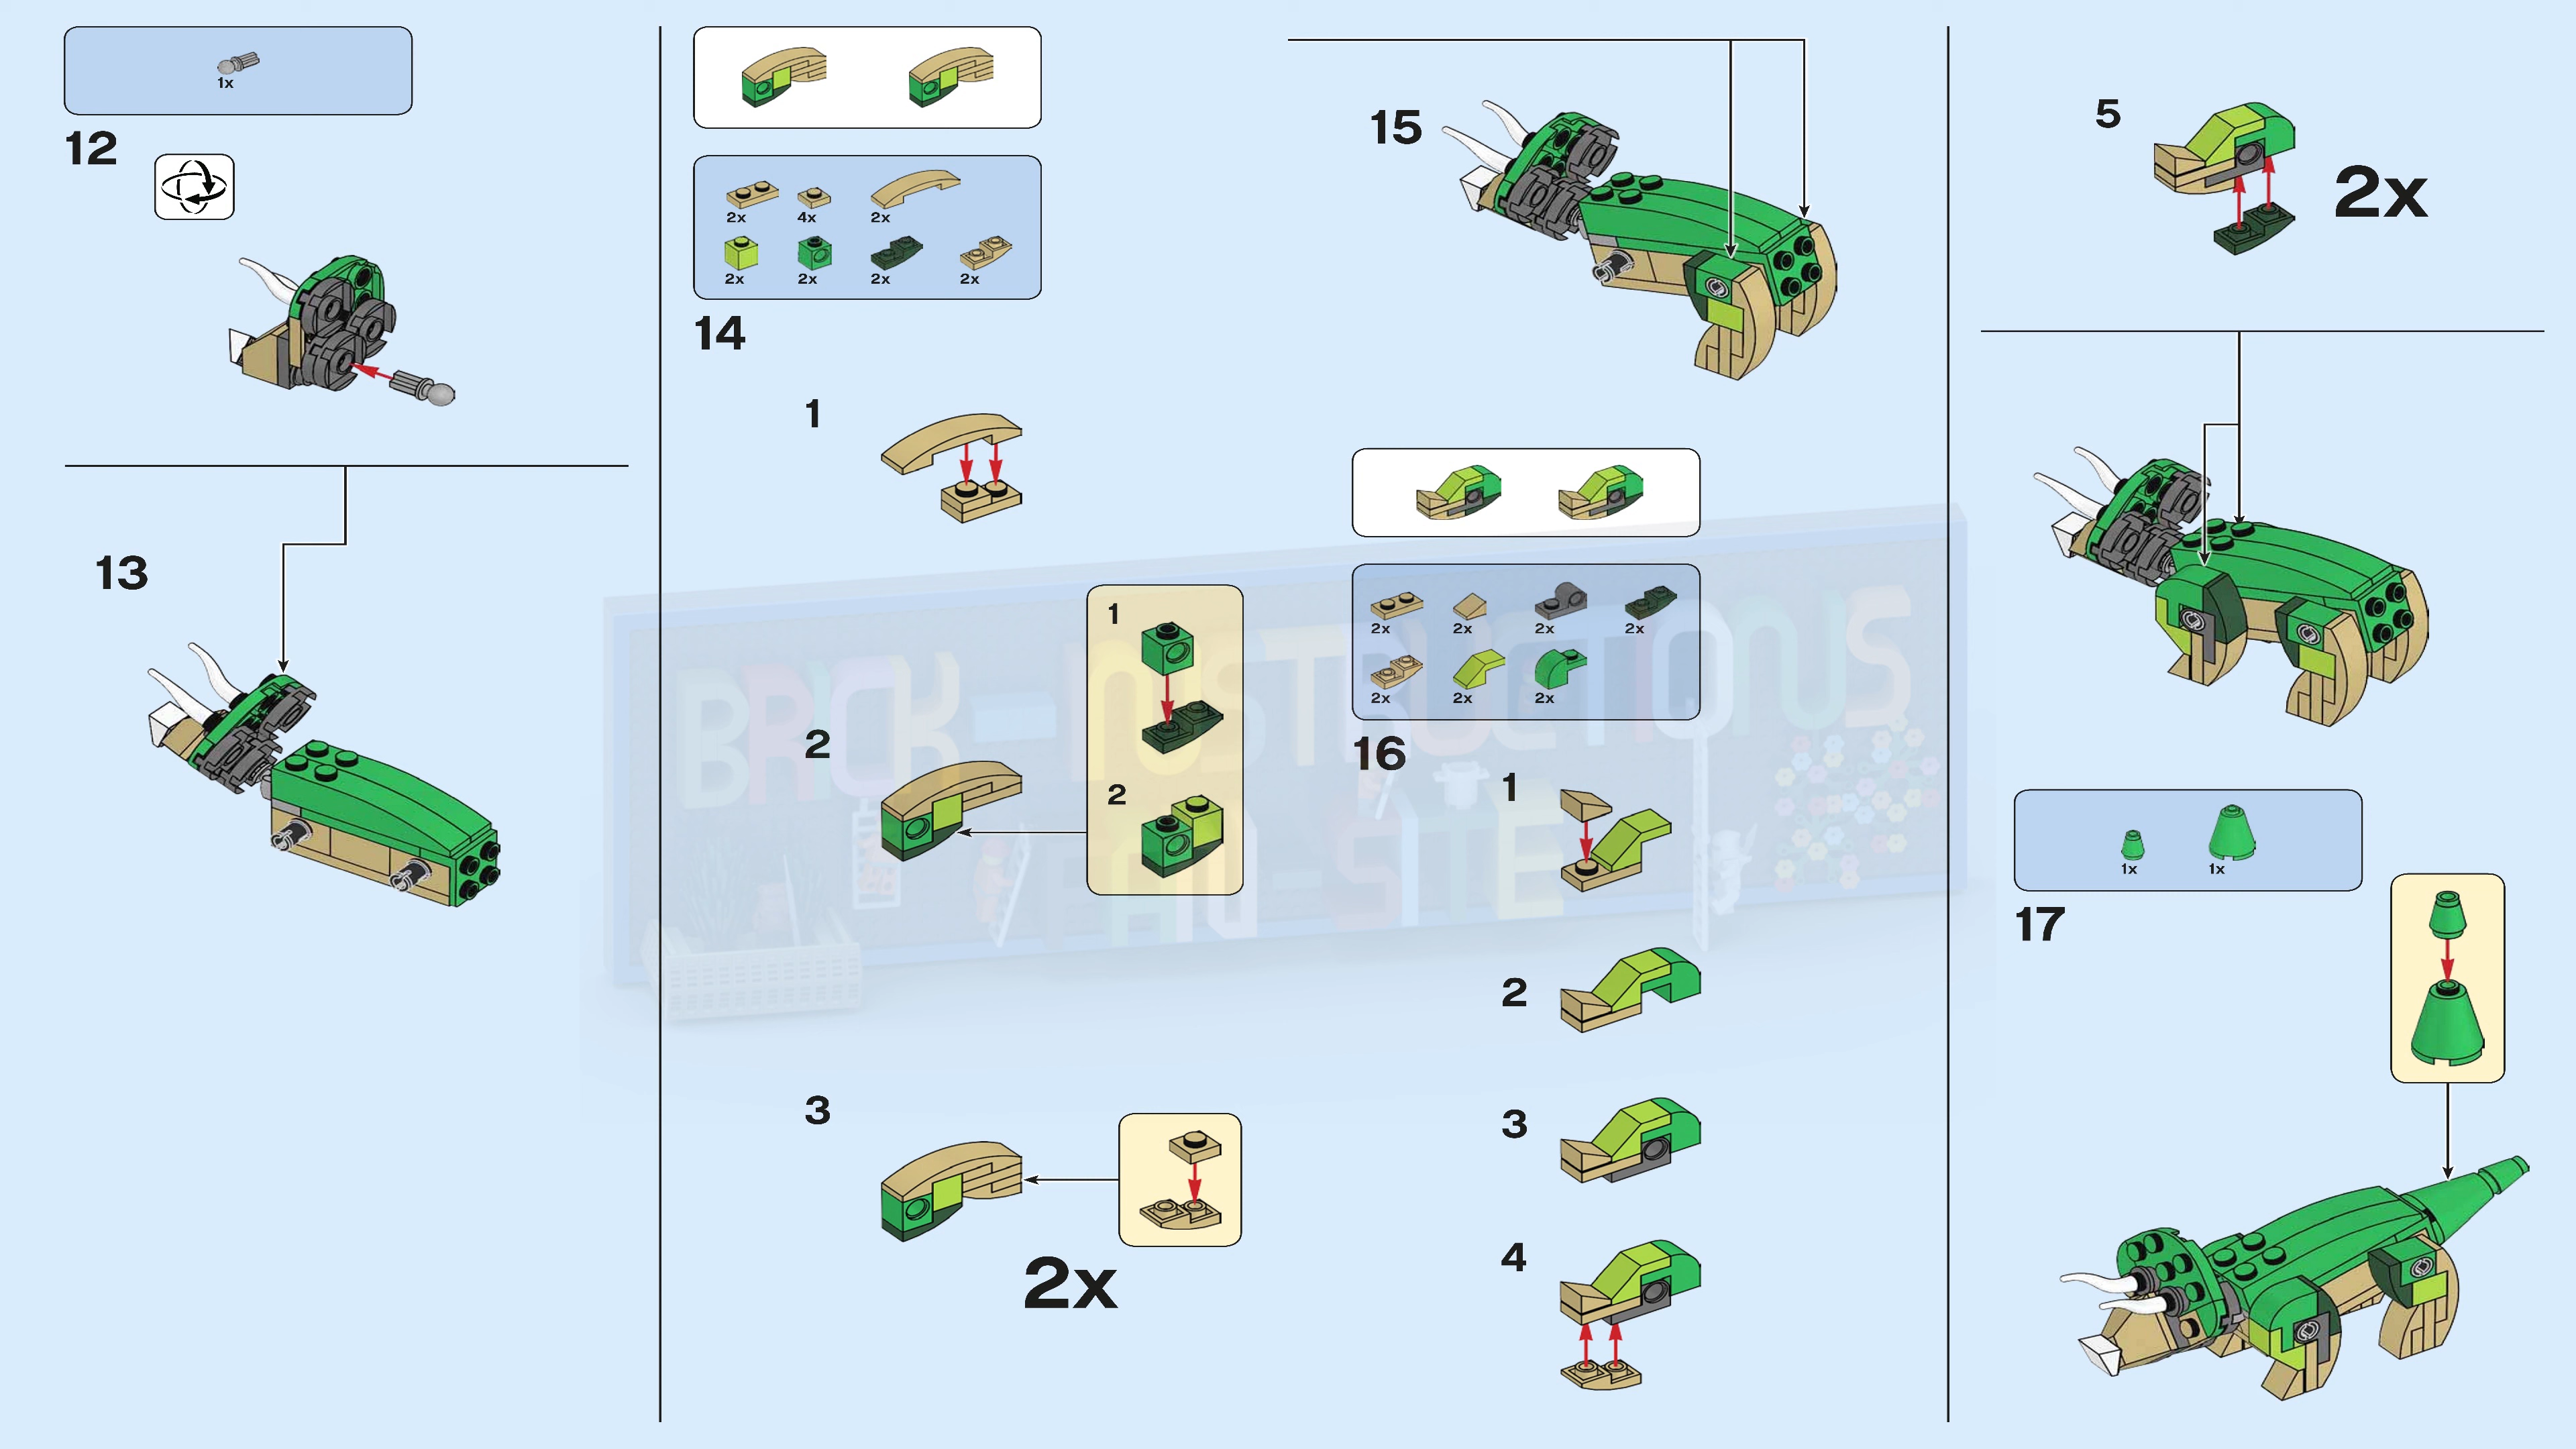 1x
12
13
2x 4x 2x
2x 2x 2x 2x
14
1
2
1
2
3
2x
15
2x 2x 2x 2x
2x 2x 2x
16
1
2
3
4
5
2x
1x 1x
17
BRICK-INSTRUCTIONS
FAN-SITE